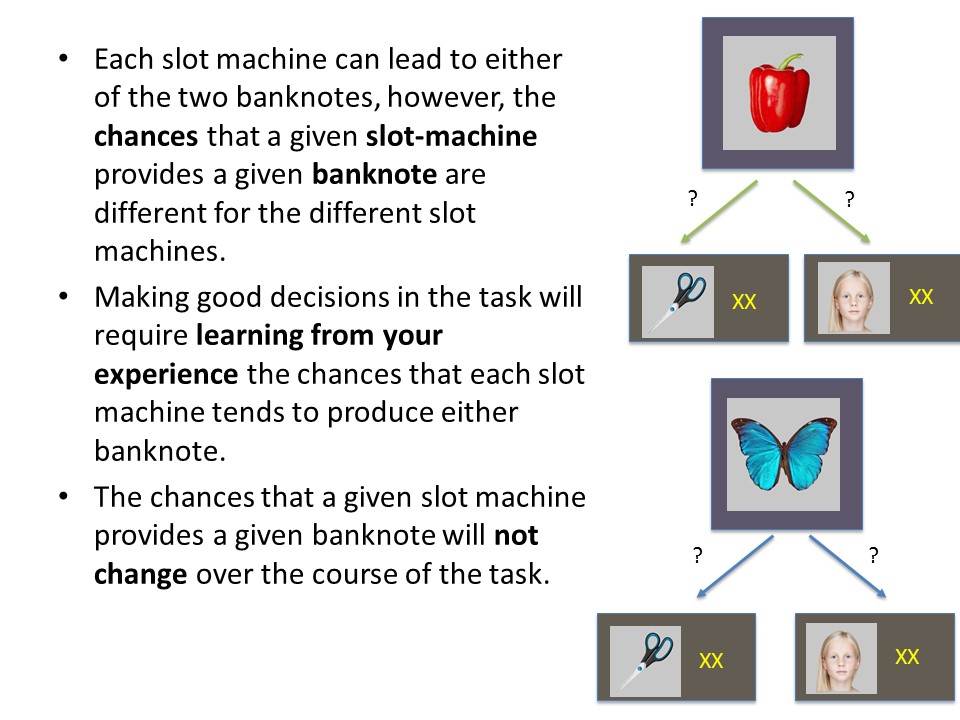 • Each slot machine can lead to either
of the two banknotes, however, the
chances that a given slot-machine
provides a given banknote are
different for the different slot
machines.
• Making good decisions in the task will
require learning from your
experience the chances that each slot
machine tends to produce either
banknote.
• The chances that a given slot machine
provides a given banknote will not
change over the course of the task.
? ?
XX XX
? ?
XX XX